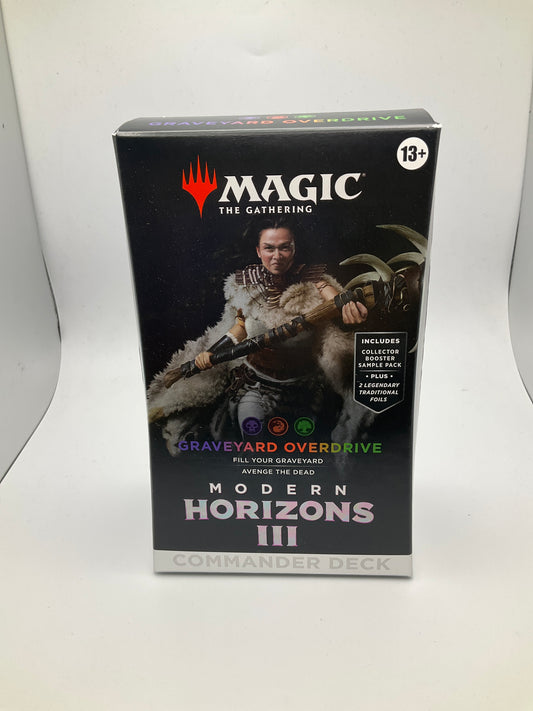 GRAVEYARD OVERDRIVE
13+
MAGIC
THE GATHERING
INCLUDES
COLLECTOR
BOOSTER
SAMPLE PACK
• PLUS •
2 LEGENDARY
TRADITIONAL
FOILS
GRAVEYARD OVERDRIVE
FILL YOUR GRAVEYARD
AVENGE THE DEAD
MODERN
HORIZONS
III
COMMANDER DECK